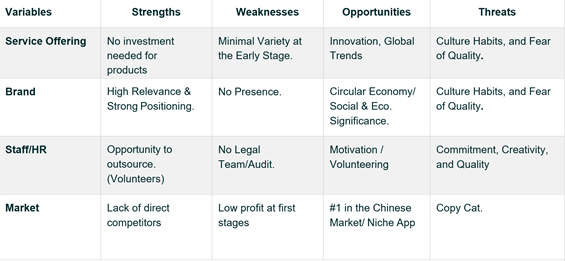 Variables Strengths Weaknesses Opportunities Threats
Service Offering
No investment
needed for
products
Minimal Variety at
the Early Stage.
Innovation, Global
Trends
Culture Habits, and Fear
of Quality.
Brand
High Relevance &
Strong Positioning.
No Presence.
Circular Economy/
Social & Eco.
Significance.
Culture Habits, and Fear
of Quality.
Staff/HR
Opportunity to
outsource.
(Volunteers)
No Legal
Team/Audit.
Motivation /
Volunteering
Commitment, Creativity,
and Quality
Market
Lack of direct
competitors
Low profit at first
stages
#1 in the Chinese
Market/ Niche App
Copy Cat.